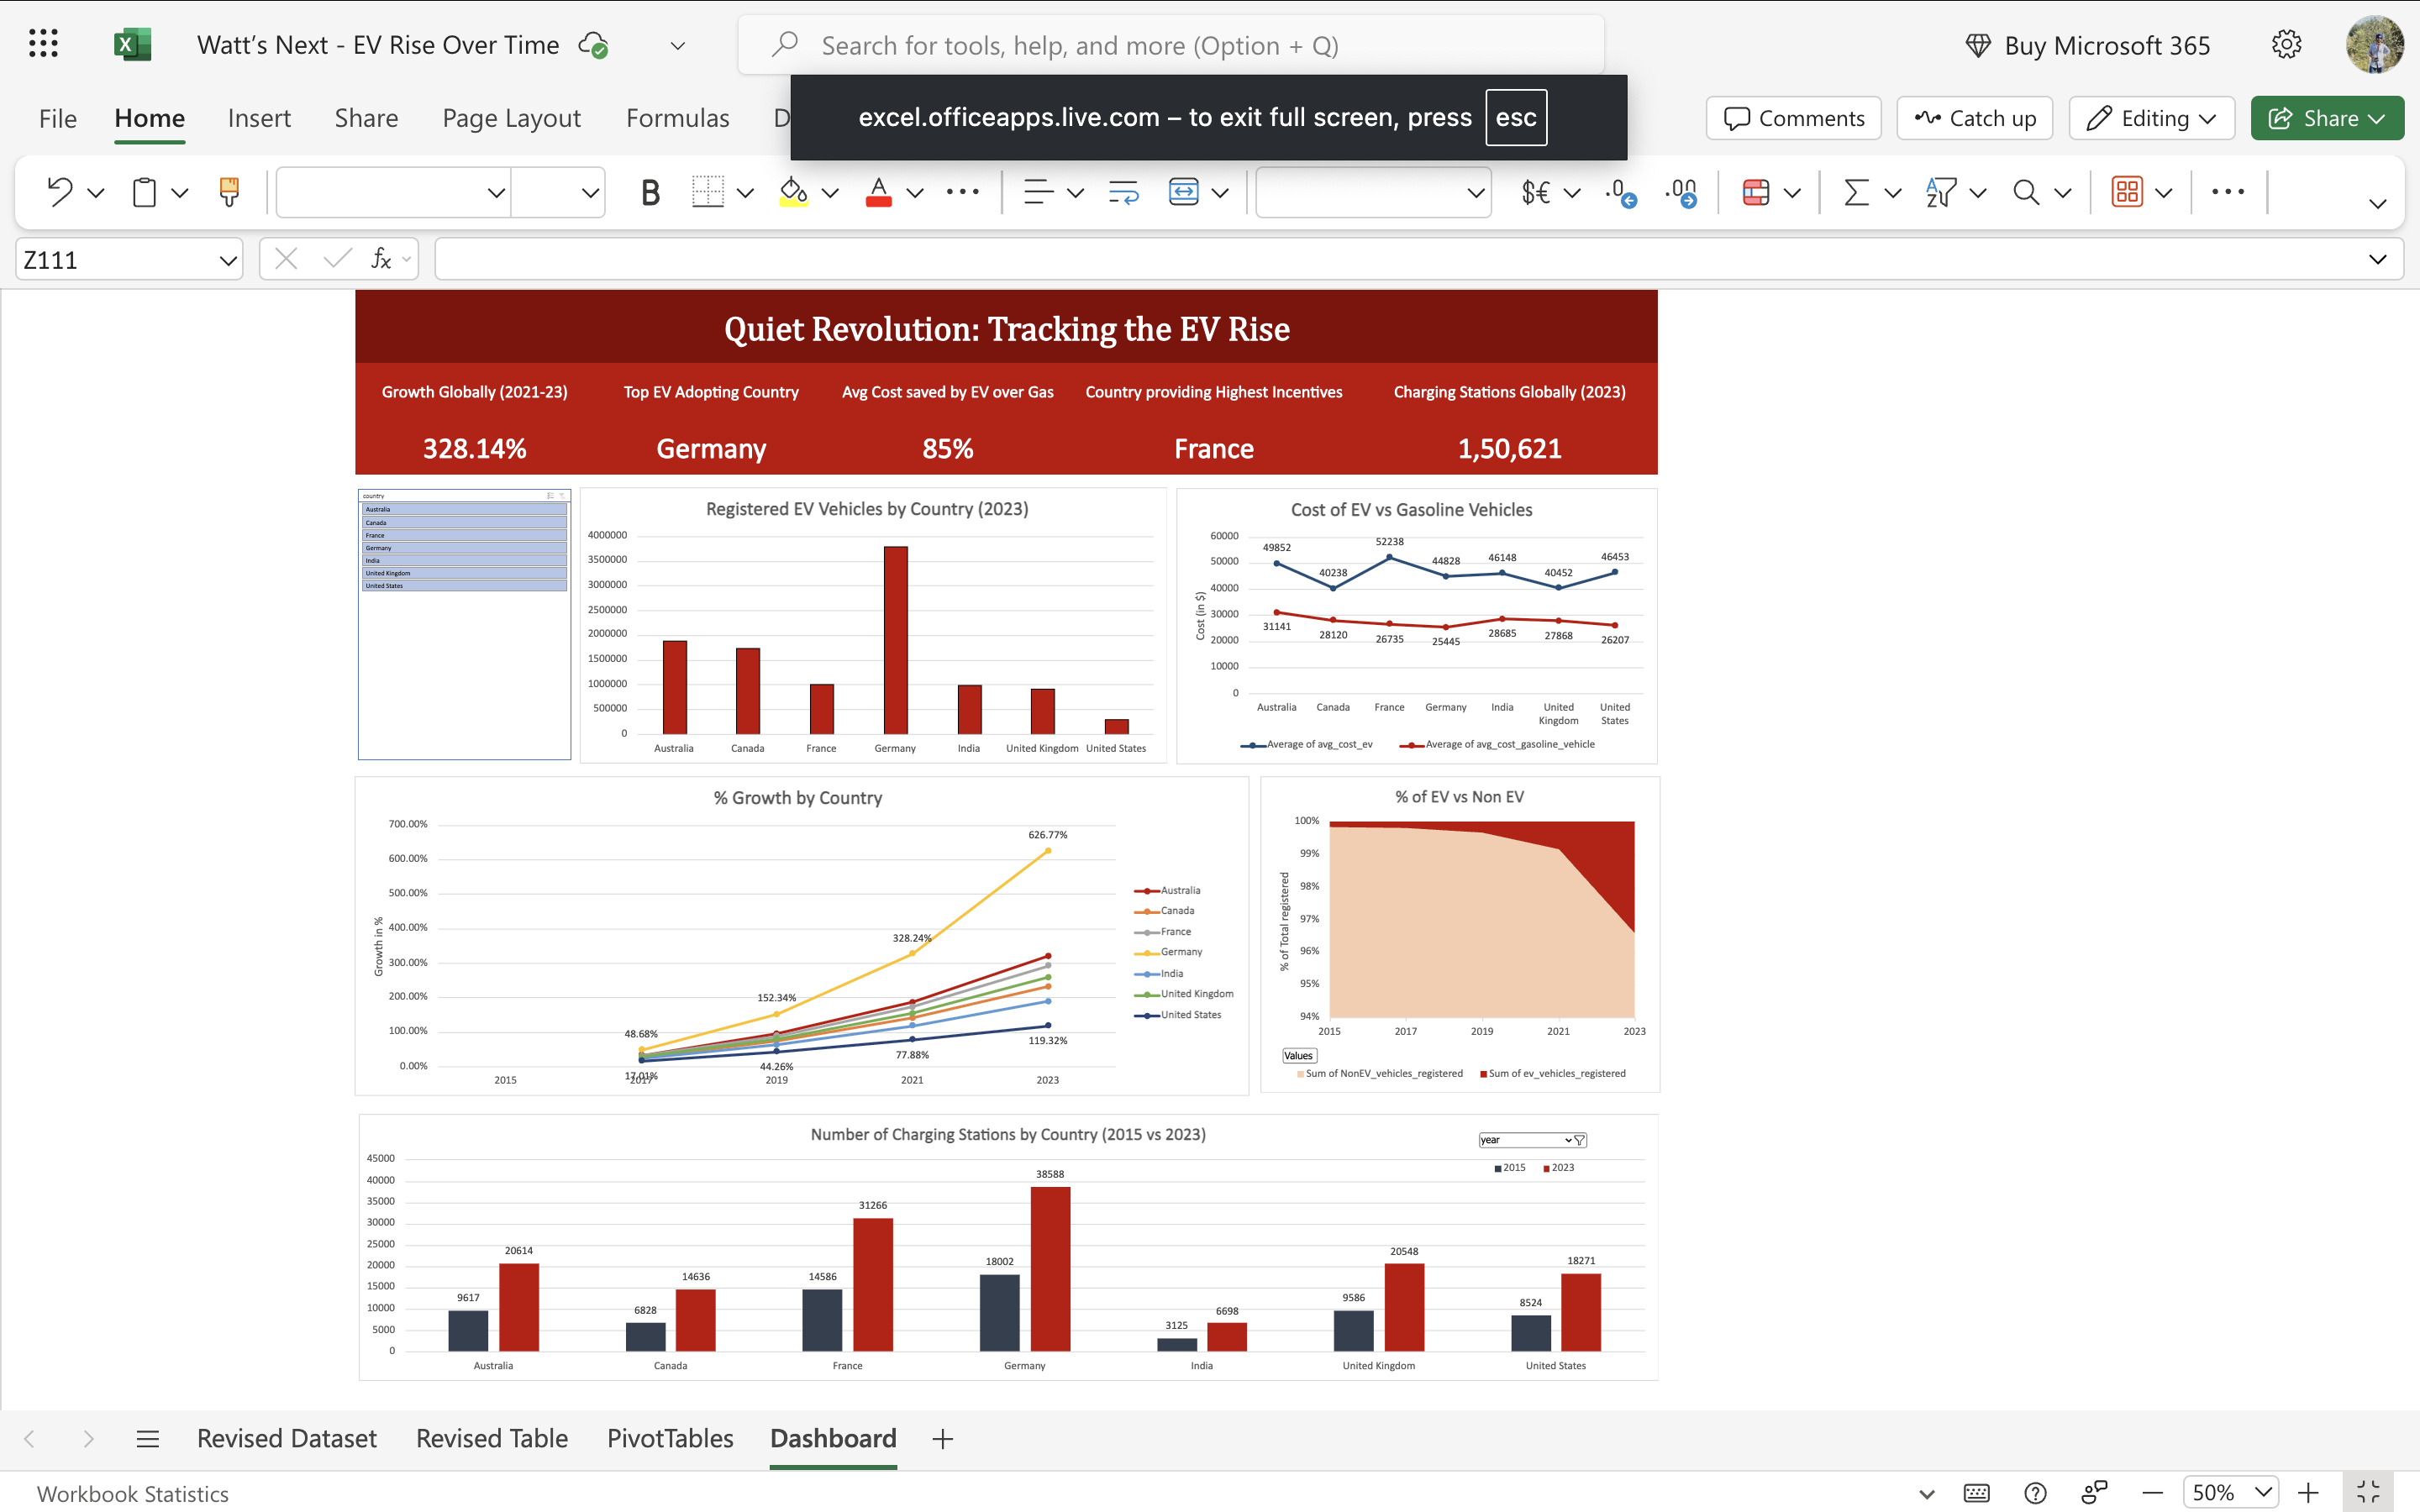 Watt's Next - EV Rise Over Time
Search for tools, help, and more (Option + Q)
Buy Microsoft 365
File Home Insert Share Page Layout Formulas D
excel.officeapps.live.com – to exit full screen, press esc
Comments Catch up Editing Share
Z111
Quiet Revolution: Tracking the EV Rise
Growth Globally (2021-23) Top EV Adopting Country Avg Cost saved by EV over Gas Country providing Highest Incentives Charging Stations Globally (2023)
328.14% Germany 85% France 1,50,621
country
Australia
Canada
France
Germany
India
United Kingdom
United States
Registered EV Vehicles by Country (2023)
4000000
3500000
3000000
2500000
2000000
1500000
1000000
500000
0
Australia Canada France Germany India United Kingdom United States
Cost of EV vs Gasoline Vehicles
Cost (in $)
60000
50000
40000
30000
20000
10000
0
49852 40238 52238 44828 46148 40452 46453
31141 28120 26735 25445 28685 27868 26207
Australia Canada France Germany India United Kingdom United States
Average of avg_cost_ev Average of avg_cost_gasoline_vehicle
% Growth by Country
Growth in %
700.00%
600.00%
500.00%
400.00%
300.00%
200.00%
100.00%
0.00%
48.68% 152.34% 328.24% 626.77%
17.01% 44.26% 77.88% 119.32%
2015 2017 2019 2021 2023
Australia
Canada
France
Germany
India
United Kingdom
United States
% of EV vs Non EV
% of Total registered
100%
99%
98%
97%
96%
95%
94%
2015 2017 2019 2021 2023
Values
Sum of NonEV_vehicles_registered Sum of ev_vehicles_registered
Number of Charging Stations by Country (2015 vs 2023)
year
2015 2023
45000
40000
35000
30000
25000
20000
15000
10000
5000
0
9617 20614 6828 14636 14586 31266 18002 38588 3125 6698 9586 20548 8524 18271
Australia Canada France Germany India United Kingdom United States
Revised Dataset Revised Table PivotTables Dashboard
Workbook Statistics
50%